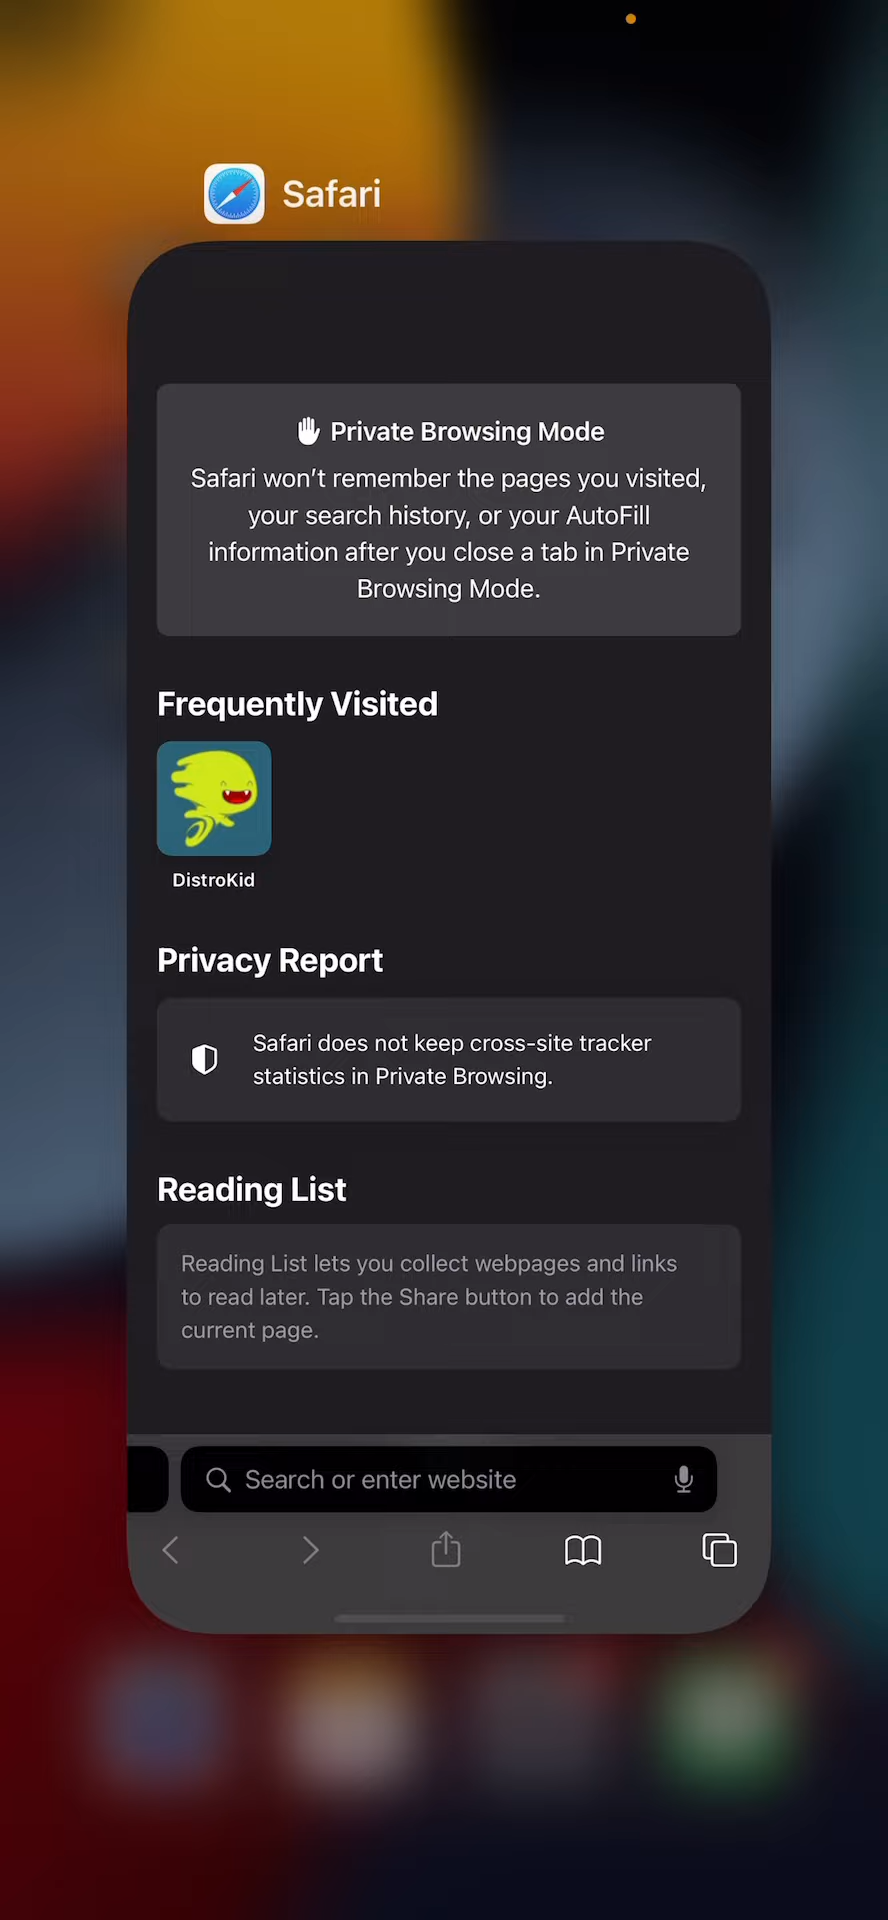 Safari
Private Browsing Mode
Safari won’t remember the pages you visited,
your search history, or your AutoFill
information after you close a tab in Private
Browsing Mode.
Frequently Visited
DistroKid
Privacy Report
Safari does not keep cross-site tracker
statistics in Private Browsing.
Reading List
Reading List lets you collect webpages and links
to read later. Tap the Share button to add the
current page.
Search or enter website